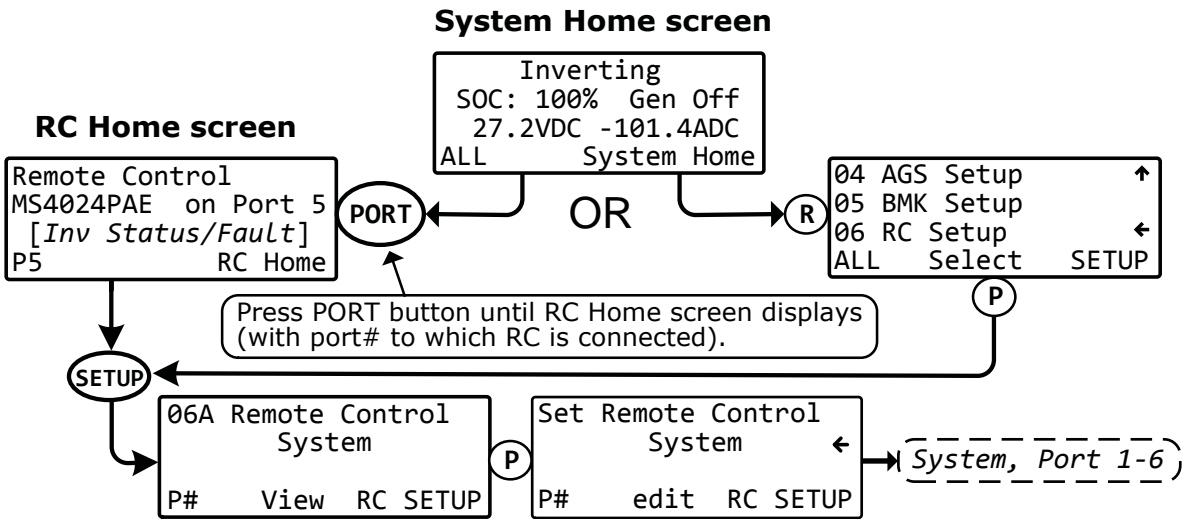 System Home screen
Inverting
SOC: 100% Gen Off
27.2VDC -101.4ADC
ALL System Home
RC Home screen
Remote Control
MS4024PAE on Port 5
[Inv Status/Fault]
P5 RC Home
PORT
OR
R
04 AGS Setup ↑
05 BMK Setup
06 RC Setup ←
ALL Select SETUP
P
Press PORT button until RC Home screen displays
(with port# to which RC is connected).
SETUP
06A Remote Control
System
P# View RC SETUP
P
Set Remote Control
System ←
P# edit RC SETUP
System, Port 1-6